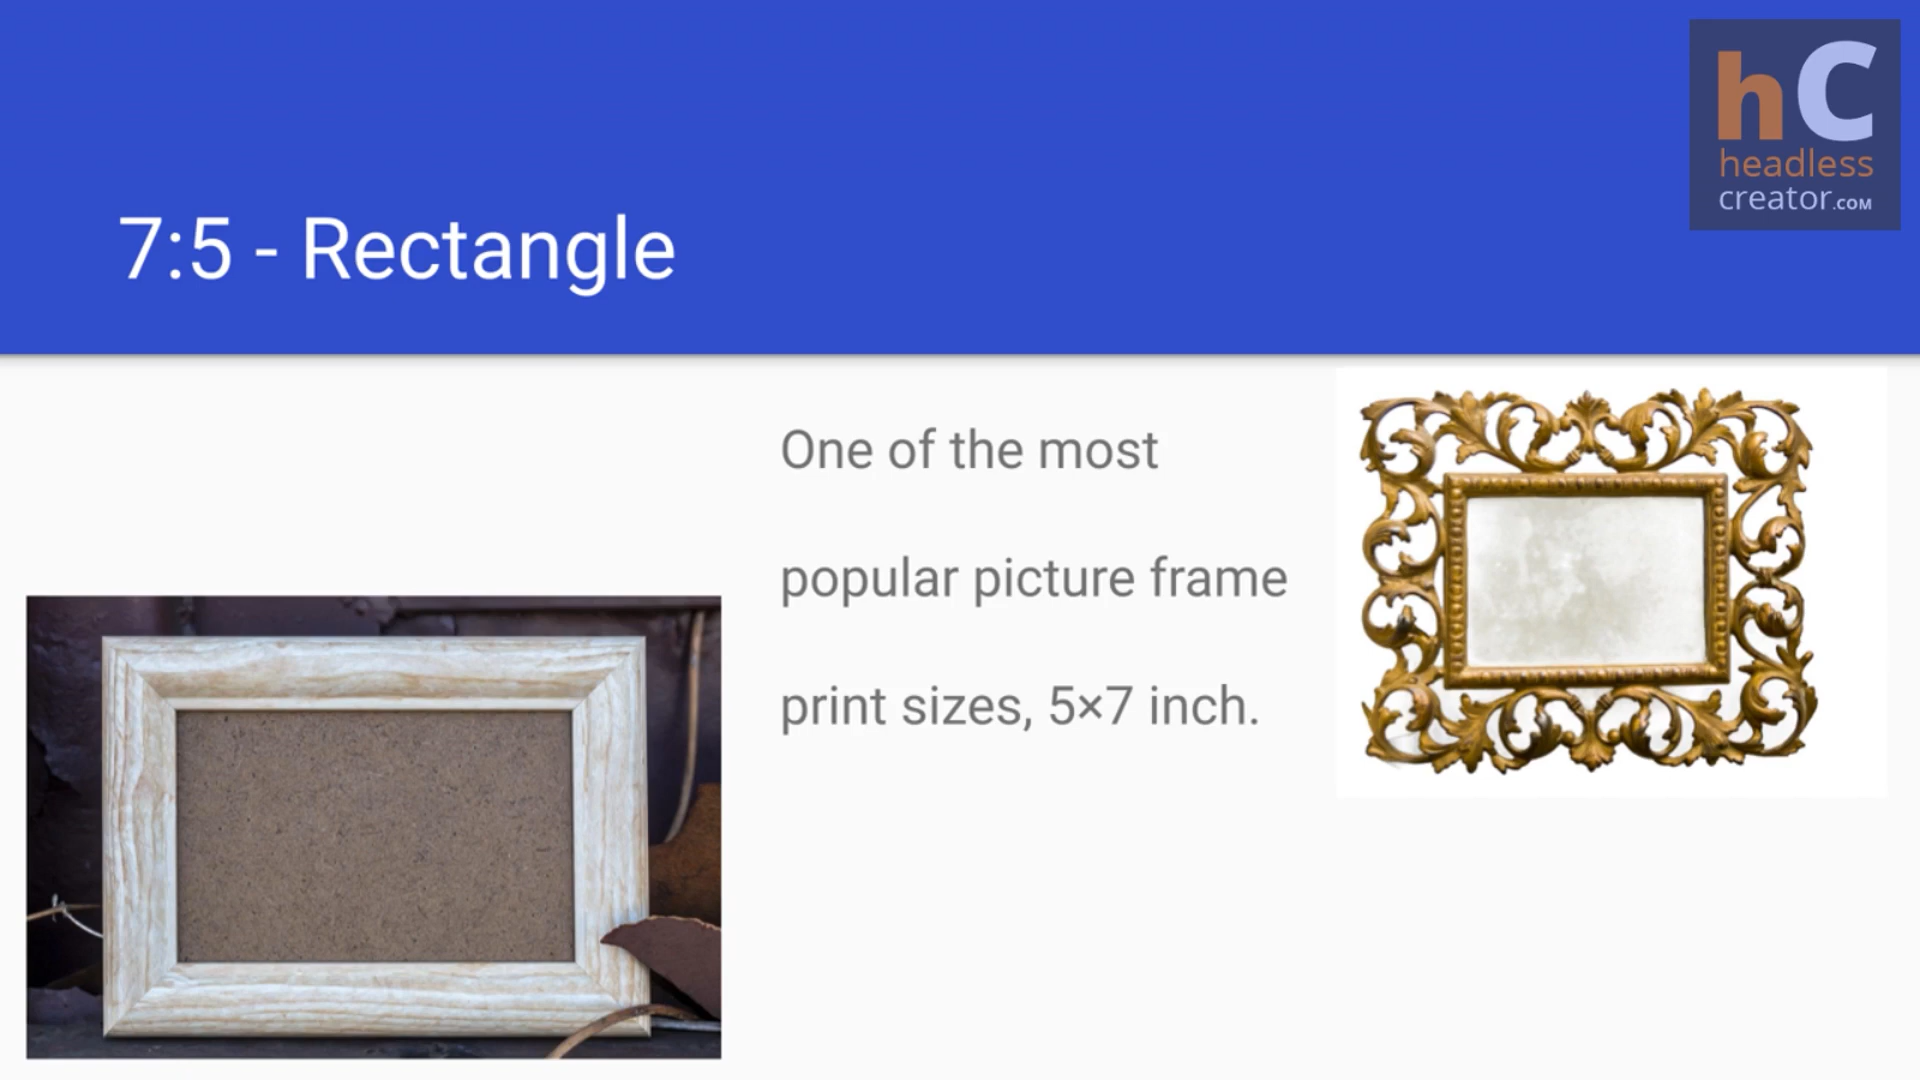 hC
headless
creator.COM
7:5 - Rectangle
One of the most
popular picture frame
print sizes, 5×7 inch.